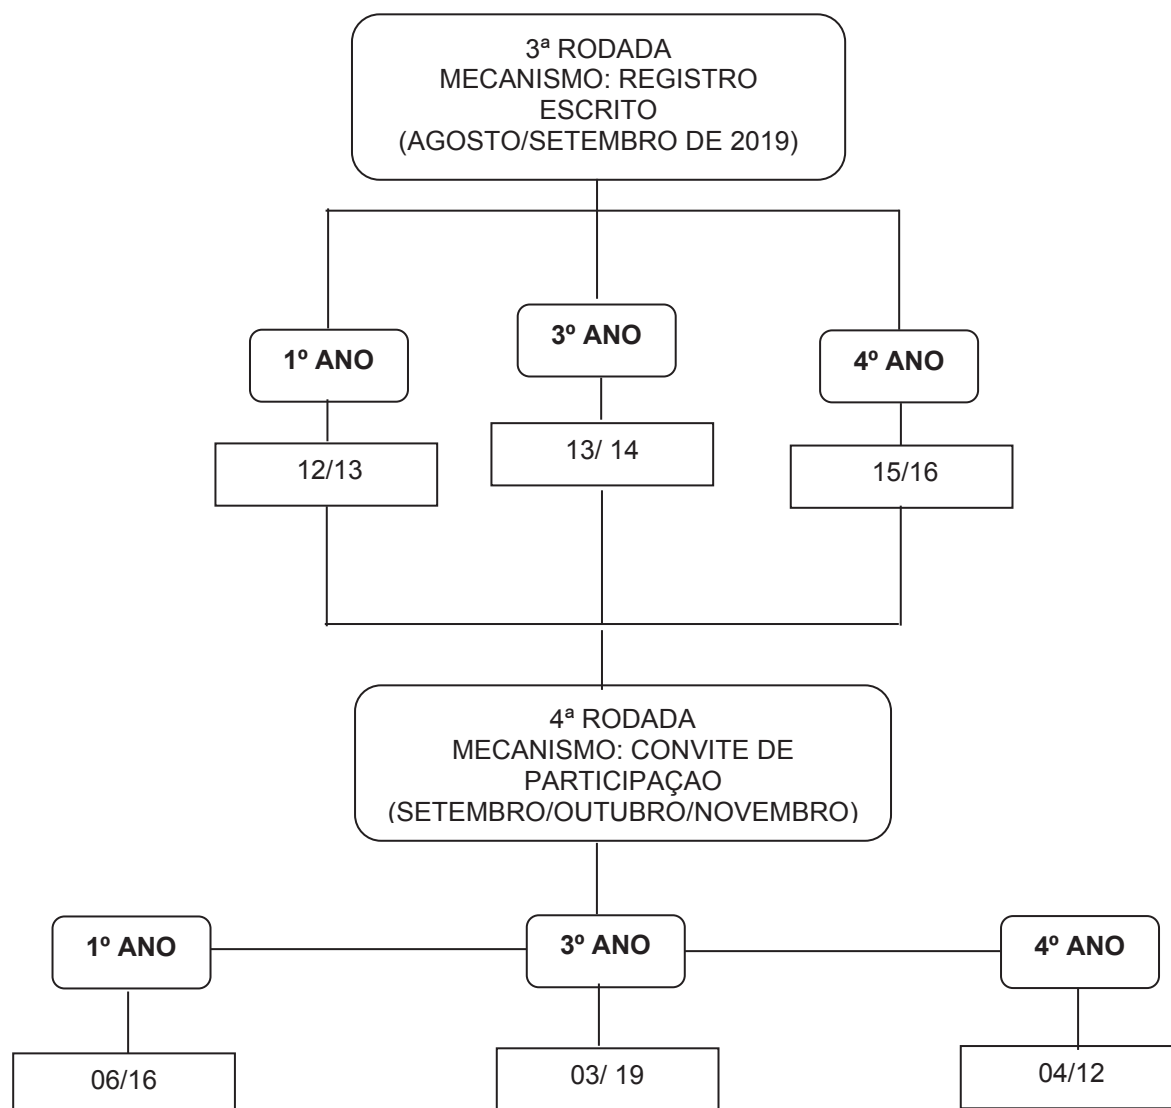 3ª RODADA
MECANISMO: REGISTRO
ESCRITO
(AGOSTO/SETEMBRO DE 2019)
1º ANO
3º ANO
4º ANO
12/13
13/ 14
15/16
4ª RODADA
MECANISMO: CONVITE DE
PARTICIPAÇAO
(SETEMBRO/OUTUBRO/NOVEMBRO)
1º ANO
3º ANO
4º ANO
06/16
03/ 19
04/12